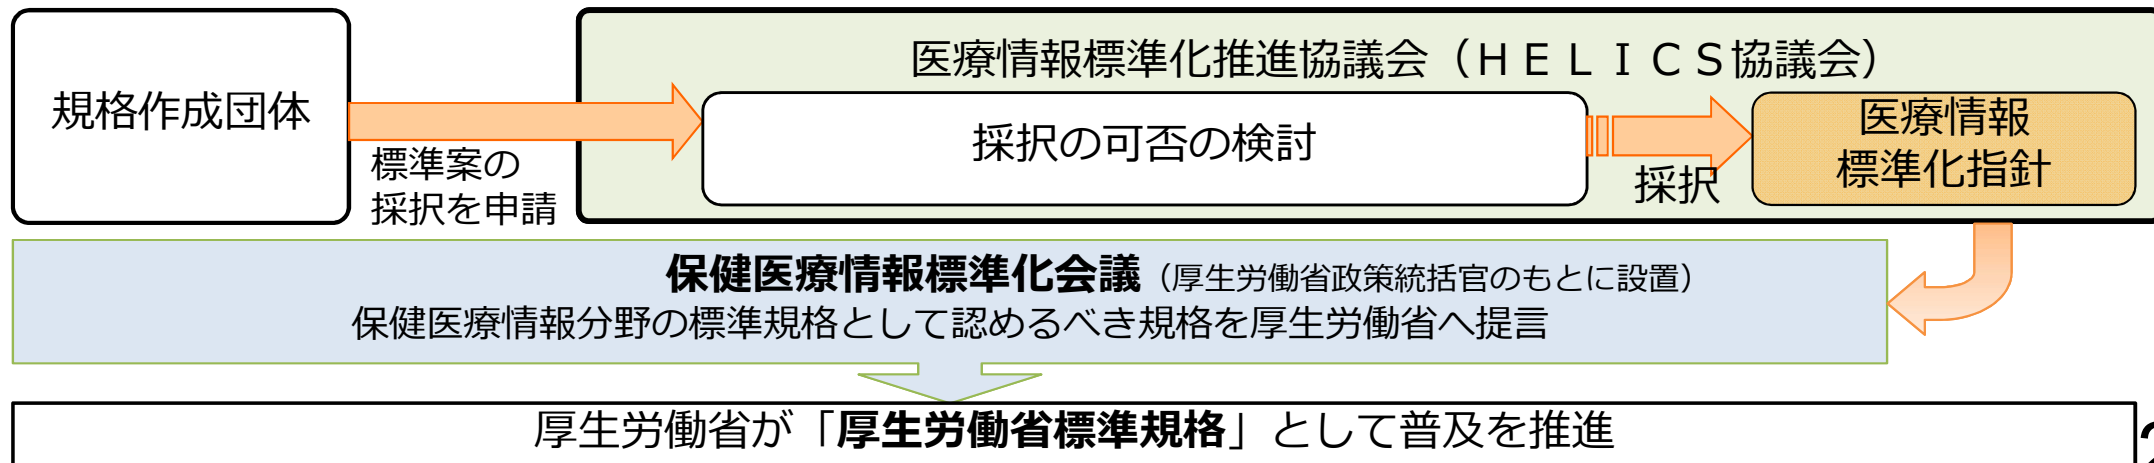 規格作成団体
標準案の
採択を申請
医療情報標準化推進協議会（ＨＥＬＩＣＳ協議会）
採択の可否の検討
採択
医療情報
標準化指針
保健医療情報標準化会議（厚生労働省政策統括官のもとに設置）
保健医療情報分野の標準規格として認めるべき規格を厚生労働省へ提言
厚生労働省が「厚生労働省標準規格」として普及を推進